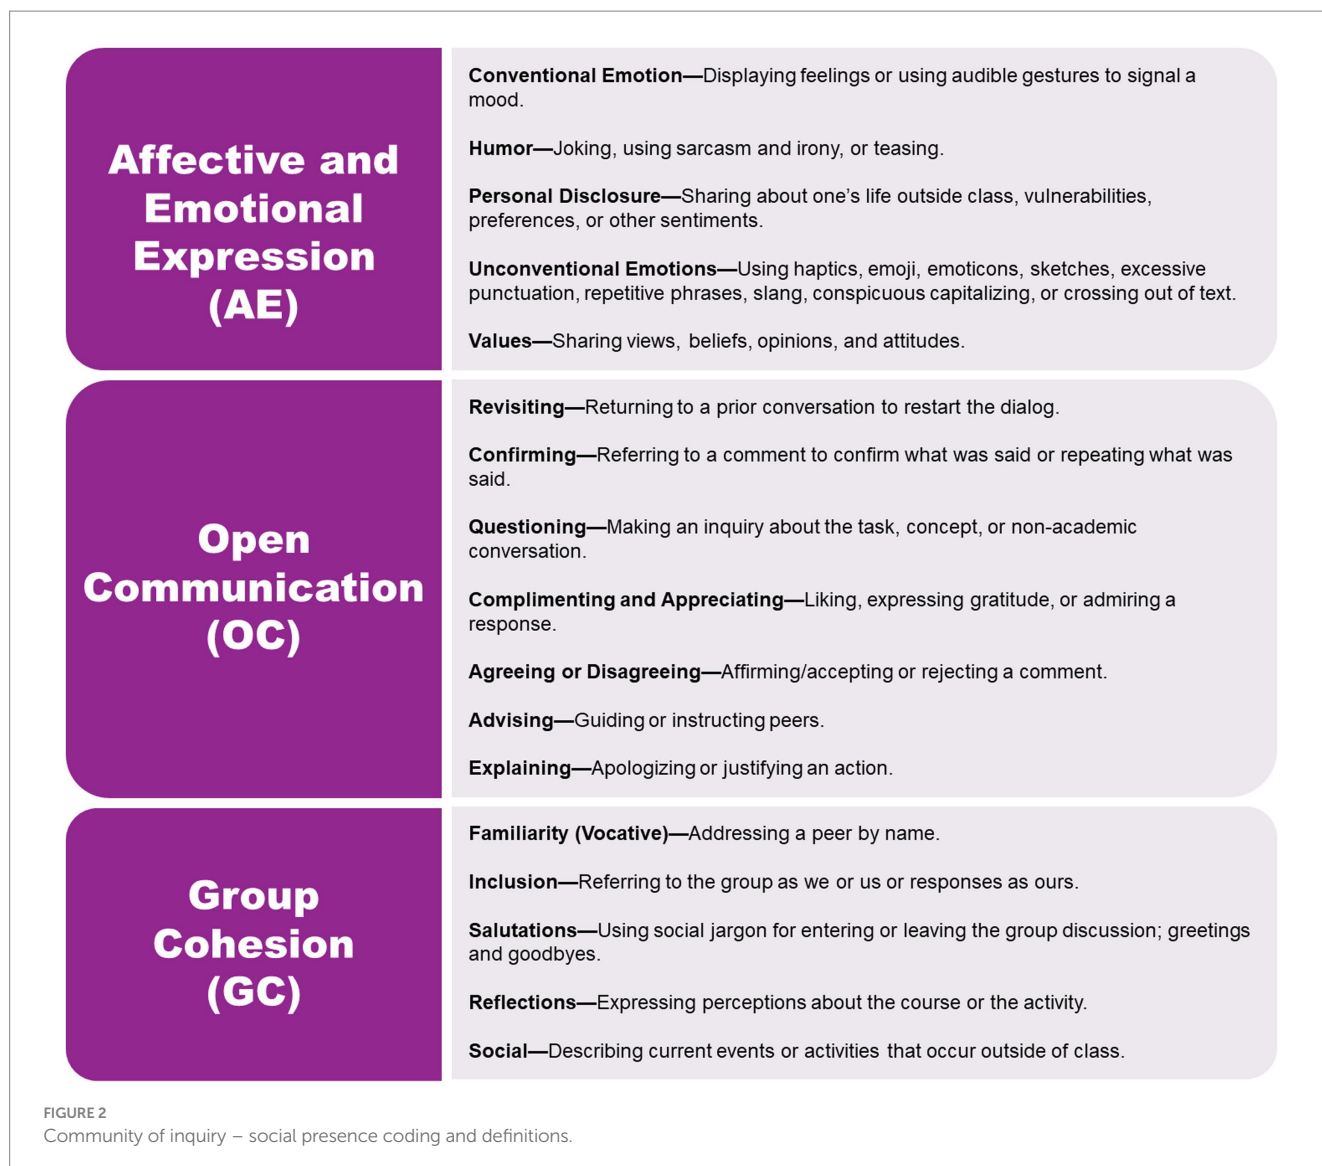 Affective and
Emotional
Expression
(AE)
Conventional Emotion—Displaying feelings or using audible gestures to signal a
mood.
Humor—Joking, using sarcasm and irony, or teasing.
Personal Disclosure—Sharing about one's life outside class, vulnerabilities,
preferences, or other sentiments.
Unconventional Emotions—Using haptics, emoji, emoticons, sketches, excessive
punctuation, repetitive phrases, slang, conspicuous capitalizing, or crossing out of text.
Values—Sharing views, beliefs, opinions, and attitudes.
Open
Communication
(OC)
Revisiting—Returning to a prior conversation to restart the dialog.
Confirming—Referring to a comment to confirm what was said or repeating what was
said.
Questioning—Making an inquiry about the task, concept, or non-academic
conversation.
Complimenting and Appreciating—Liking, expressing gratitude, or admiring a
response.
Agreeing or Disagreeing—Affirming/accepting or rejecting a comment.
Advising—Guiding or instructing peers.
Explaining—Apologizing or justifying an action.
Group
Cohesion
(GC)
Familiarity (Vocative)—Addressing a peer by name.
Inclusion—Referring to the group as we or us or responses as ours.
Salutations—Using social jargon for entering or leaving the group discussion; greetings
and goodbyes.
Reflections—Expressing perceptions about the course or the activity.
Social—Describing current events or activities that occur outside of class.
FIGURE 2
Community of inquiry – social presence coding and definitions.